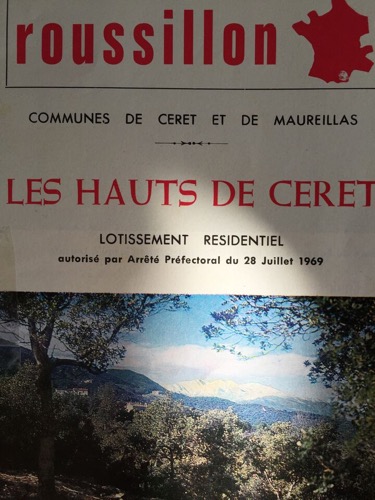 roussillon
COMMUNES DE CERET ET DE MAUREILLAS
LES HAUTS DE CERET
LOTISSEMENT RESIDENTIEL
autorisé par Arrêté Préfectoral du 28 Juillet 1969